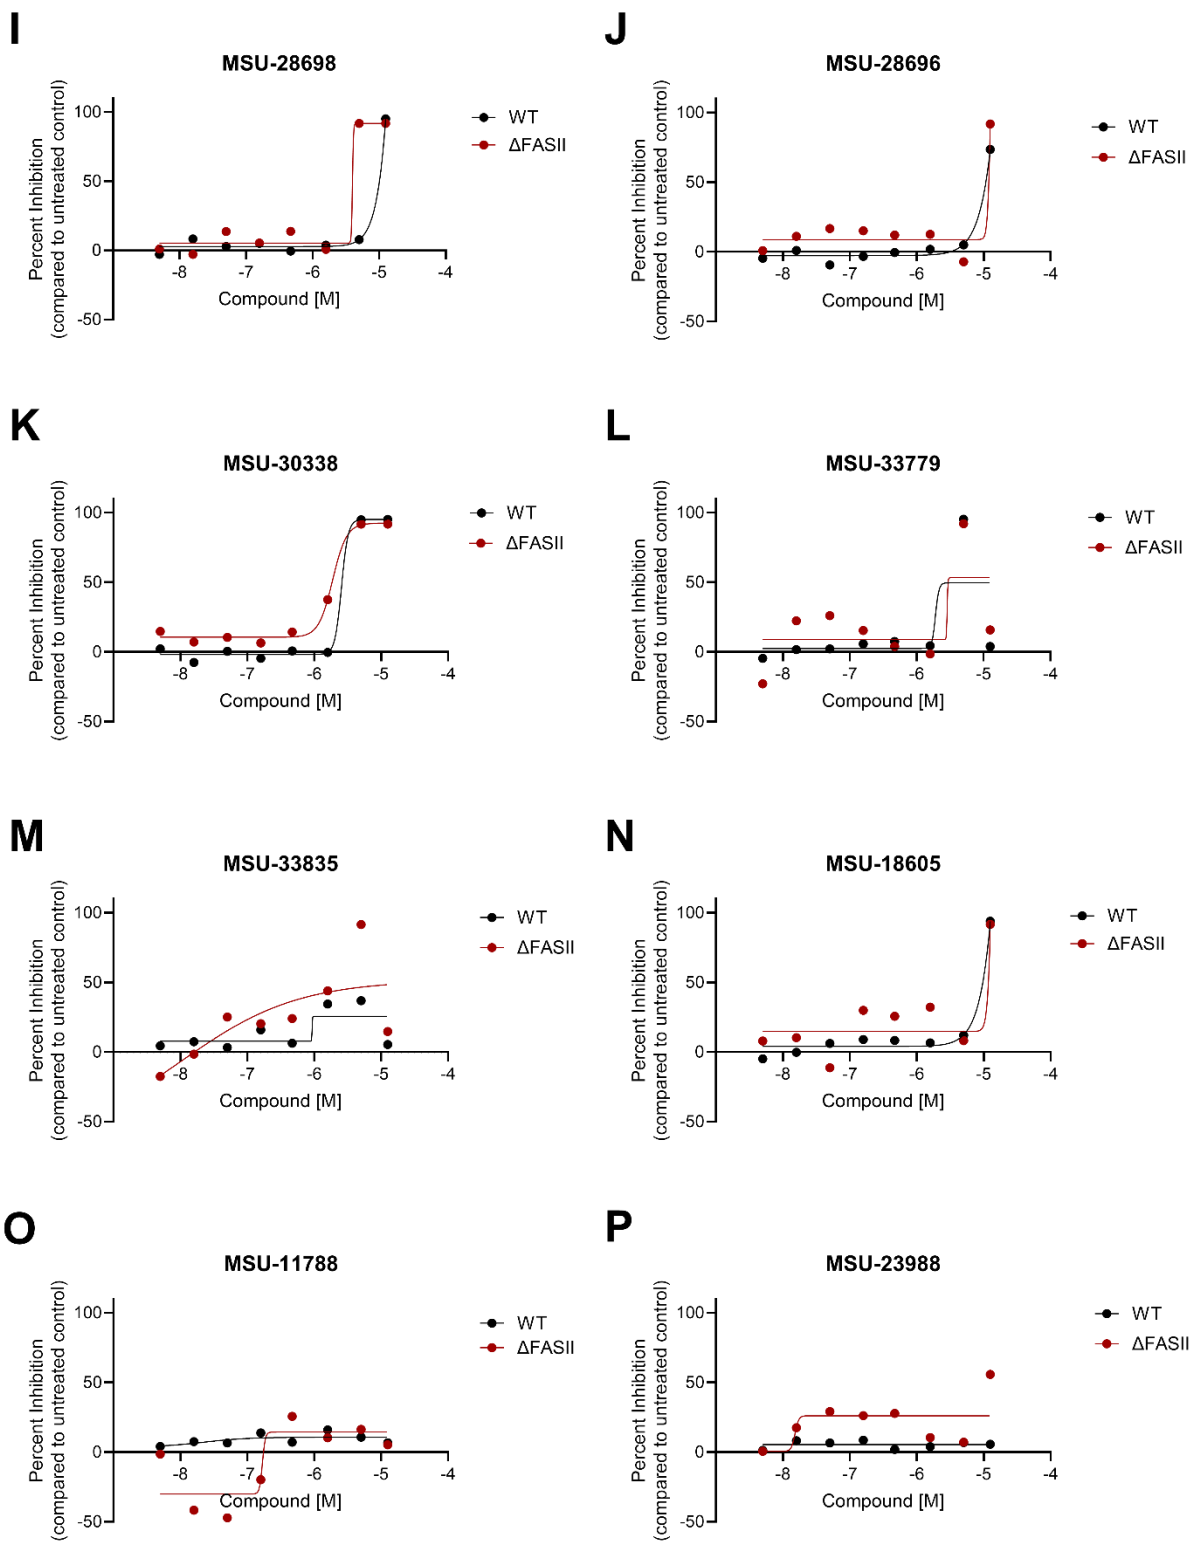 I
MSU-28698
Percent Inhibition
(compared to untreated control)
100
50
0
-50
-8
-7
-6
-5
-4
Compound [M]
WT
ΔFASII
J
MSU-28696
Percent Inhibition
(compared to untreated control)
100
50
0
-50
-8
-7
-6
-5
-4
Compound [M]
WT
ΔFASII
K
MSU-30338
Percent Inhibition
(compared to untreated control)
100
50
0
-50
-8
-7
-6
-5
-4
Compound [M]
WT
ΔFASII
L
MSU-33779
Percent Inhibition
(compared to untreated control)
100
50
0
-50
-8
-7
-6
-5
-4
Compound [M]
WT
ΔFASII
M
MSU-33835
Percent Inhibition
(compared to untreated control)
100
50
0
-50
-8
-7
-6
-5
-4
Compound [M]
WT
ΔFASII
N
MSU-18605
Percent Inhibition
(compared to untreated control)
100
50
0
-50
-8
-7
-6
-5
-4
Compound [M]
WT
ΔFASII
O
MSU-11788
Percent Inhibition
(compared to untreated control)
100
50
0
-50
-8
-7
-6
-5
-4
Compound [M]
WT
ΔFASII
P
MSU-23988
Percent Inhibition
(compared to untreated control)
100
50
0
-50
-8
-7
-6
-5
-4
Compound [M]
WT
ΔFASII